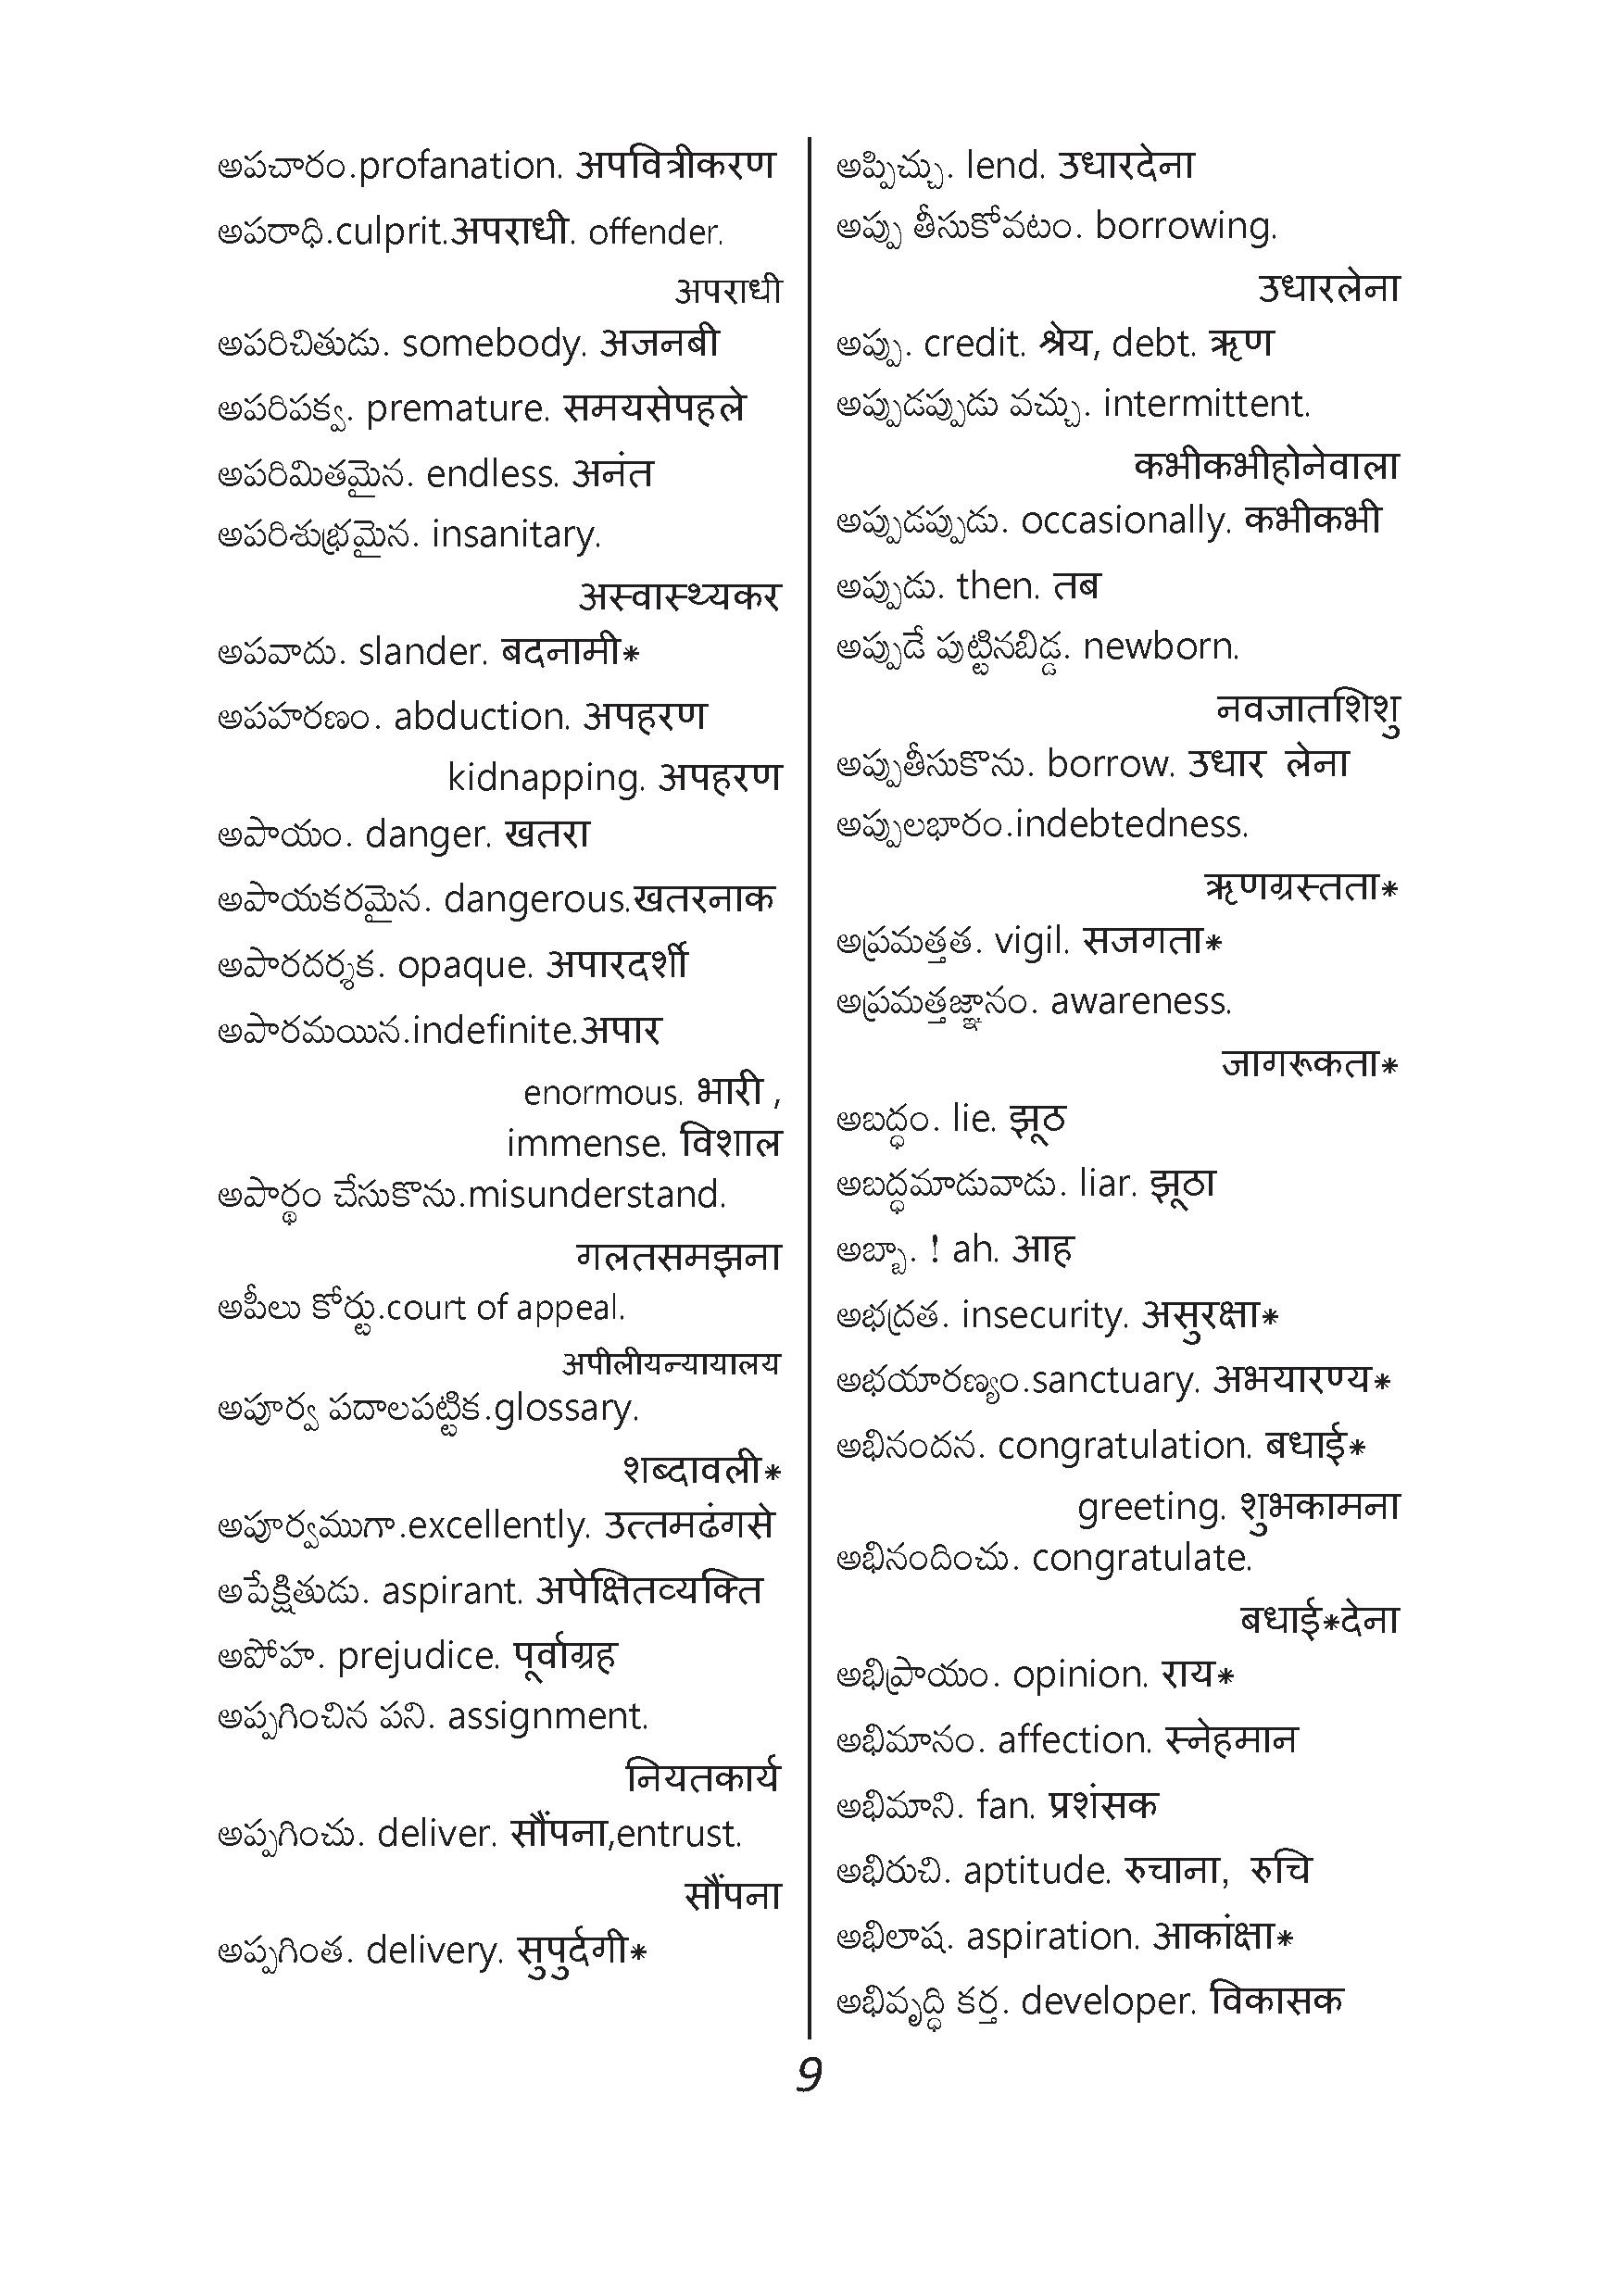 అపచారం.profanation. अपवित्रीकरण
అపరాధి.culprit.अपराधी. offender.
अपराधी
అపరిచితుడు. somebody. अजनबी
అపరిపక్వ. premature. समयसेपहले
అపరిమితమైన. endless. अनंत
అపరిశుభ్రమైన. insanitary.
अस्वास्थ्यकर
అపవాదు. slander. बदनामी*
అపహరణం. abduction. अपहरण
kidnapping. अपहरण
అపాయం. danger. खतरा
అపాయకరమైన. dangerous.खतरनाक
అపారదర్శక. opaque. अपारदर्शी
అపారమయిన.indefinite.अपार
enormous. भारी ,
immense. विशाल
అపార్థం చేసుకొను.misunderstand.
गलतसमझना
అపీలు కోర్టు.court of appeal.
अपीलीयन्यायालय
అపూర్వ పదాలపట్టిక.glossary.
शब्दावली*
అపూర్వముగా.excellently. उत्तमढंगसे
అపేక్షితుడు. aspirant. अपेक्षितव्यक्ति
అపోహ. prejudice. पूर्वाग्रह
అప్పగించిన పని. assignment.
नियतकार्य
అప్పగించు. deliver. सौंपना,entrust.
सौंपना
అప్పగింత. delivery. सुपुर्दगी*
అప్పిచ్చు. lend. उधारदेना
అప్పు తీసుకోవటం. borrowing.
उधारलेना
అప్పు. credit. श्रेय, debt. ऋण
అప్పుడప్పుడు వచ్చు. intermittent.
कभीकभीहोनेवाला
అప్పుడప్పుడు. occasionally. कभीकभी
అప్పుడు. then. तब
అప్పుడే పుట్టినబిడ్డ. newborn.
नवजातशिशु
అప్పుతీసుకొను. borrow. उधार लेना
అప్పులభారం.indebtedness.
ऋणग्रस्तता*
అప్రమత్తత. vigil. सजगता*
అప్రమత్తజ్ఞానం. awareness.
जागरूकता*
అబద్ధం. lie. झूठ
అబద్ధమాడువాడు. liar. झूठा
అబ్బా. ! ah. आह
అభద్రత. insecurity. असुरक्षा*
అభయారణ్యం.sanctuary. अभयारण्य*
అభినందన. congratulation. बधाई*
greeting. शुभकामना
అభినందించు. congratulate.
बधाई*देना
అభిప్రాయం. opinion. राय*
అభిమానం. affection. स्नेहमान
అభిమాని. fan. प्रशंसक
అభిరుచి. aptitude. रुचाना, रुचि
అభిలాష. aspiration. आकांक्षा*
అభివృద్ధి కర్త. developer. विकासक
9